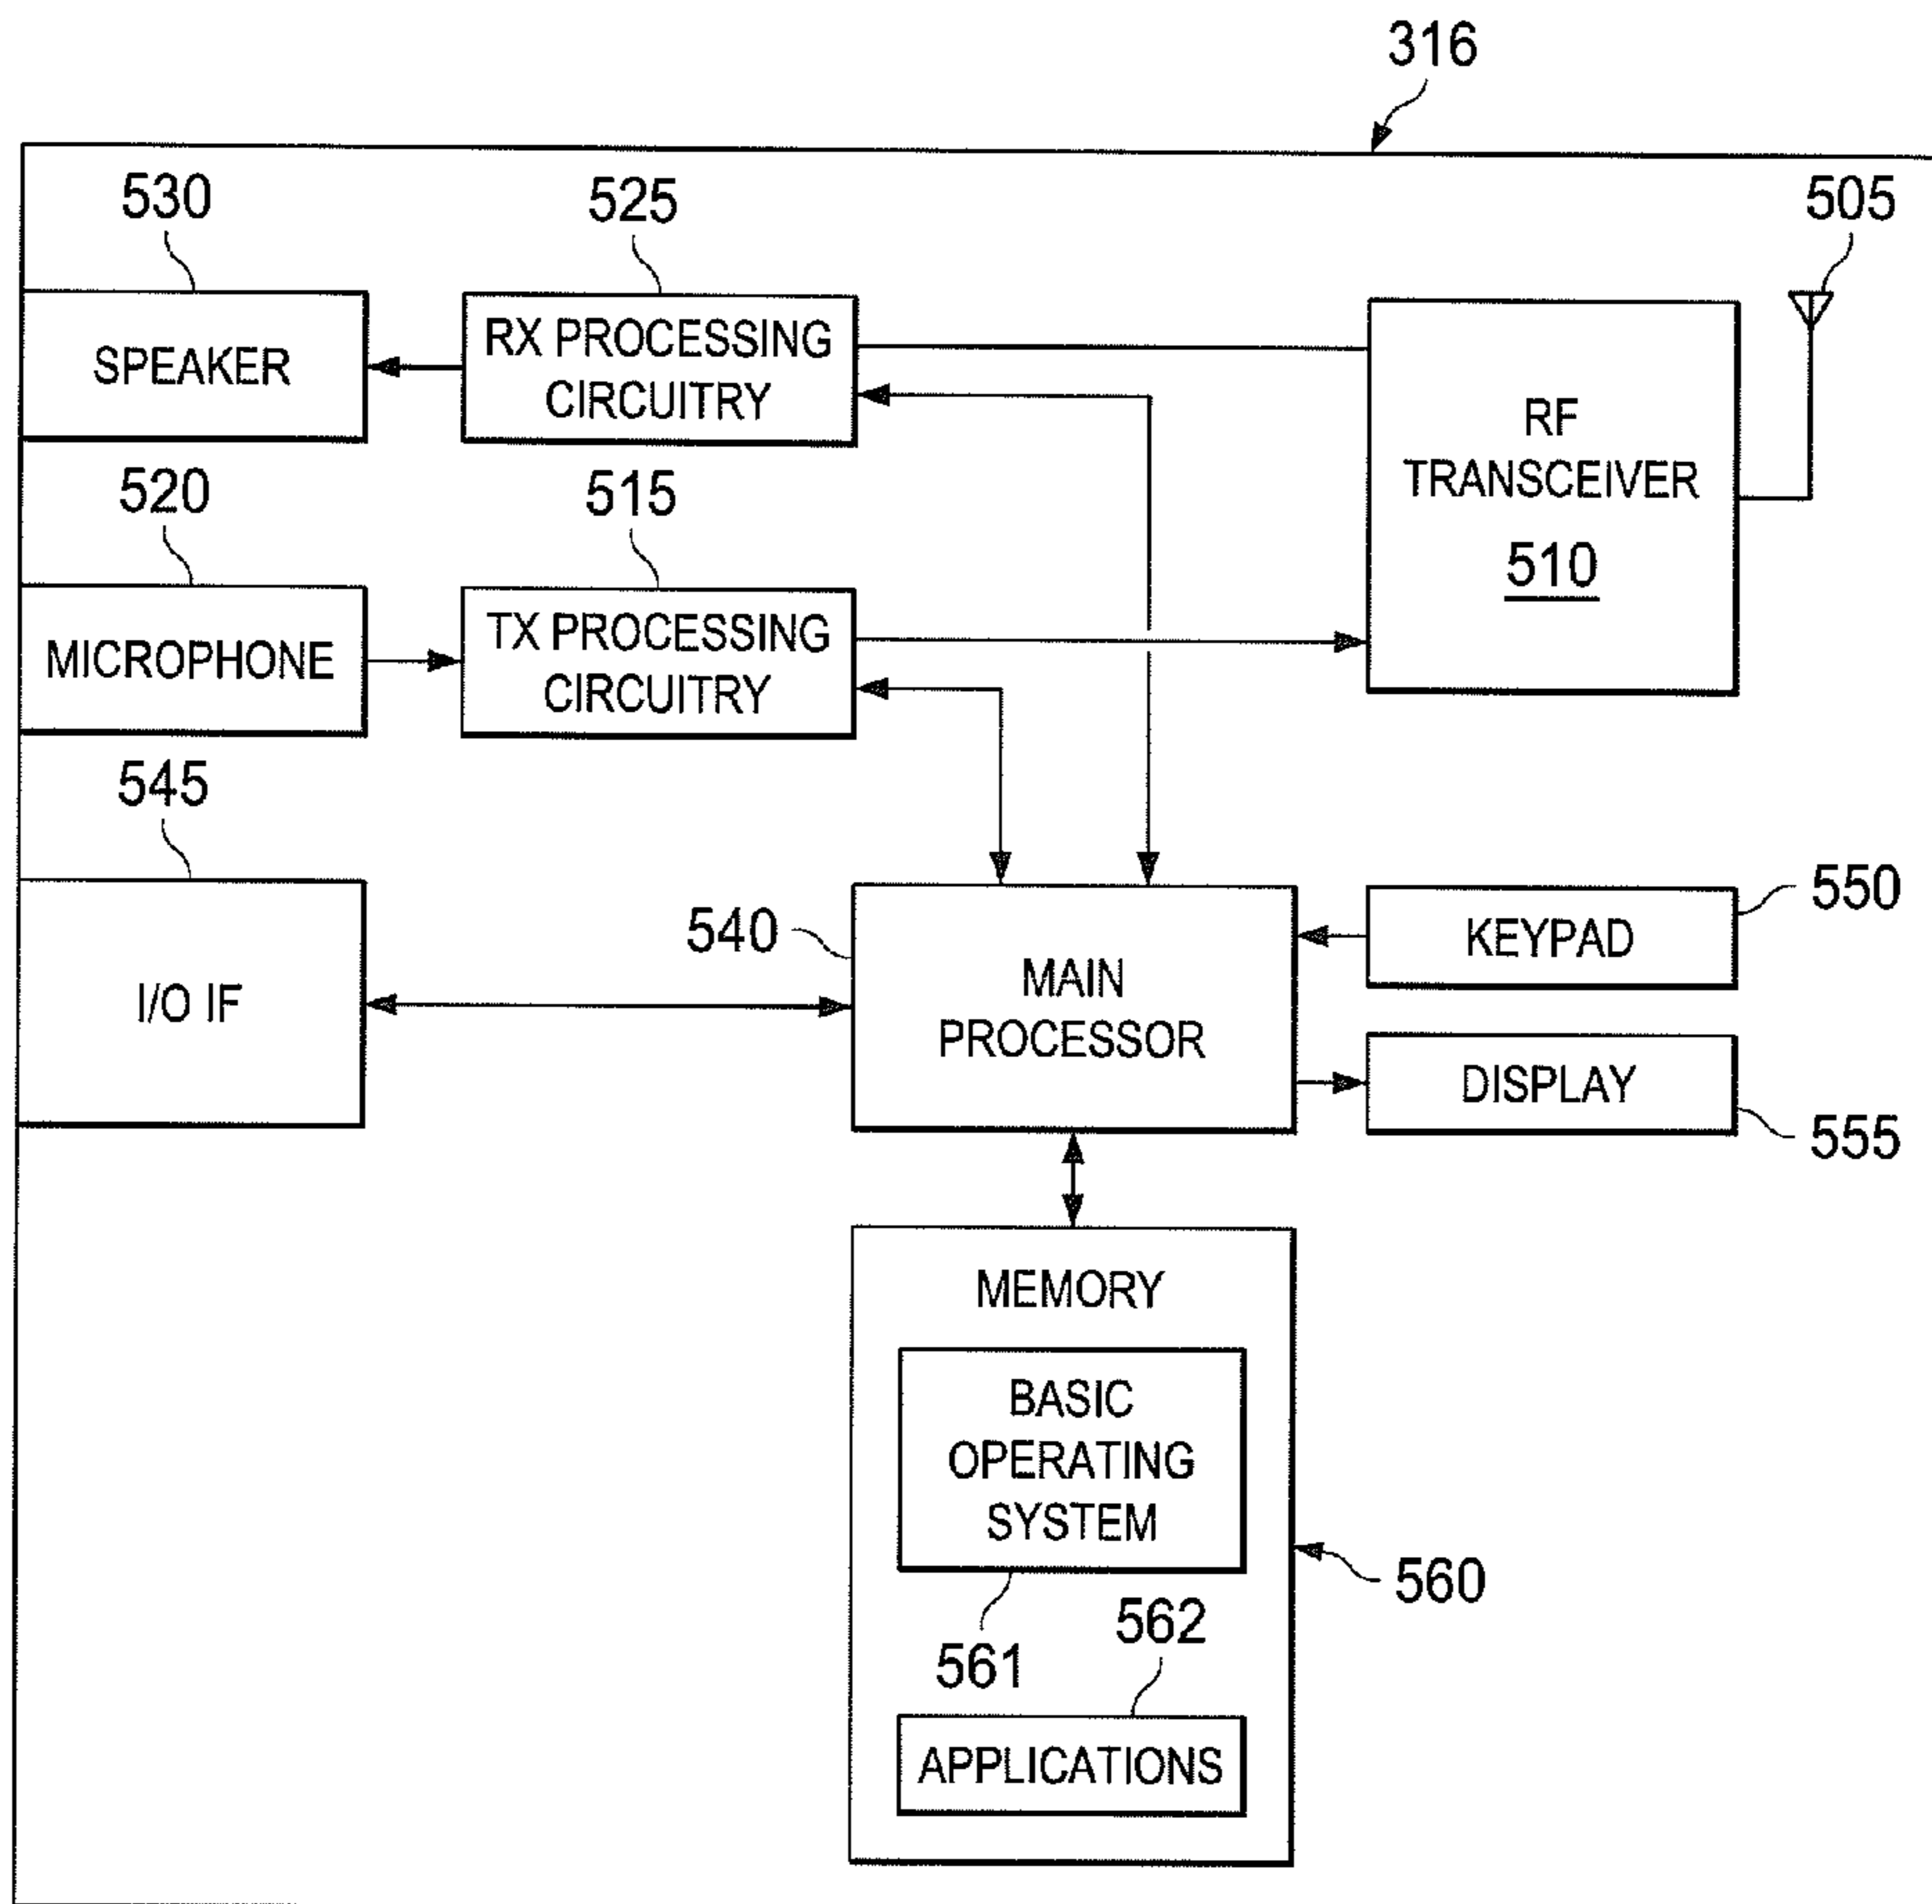 316
530
525
505
SPEAKER
RX PROCESSING
CIRCUITRY
RF
TRANSCEIVER
510
520
515
MICROPHONE
TX PROCESSING
CIRCUITRY
545
I/O IF
540
MAIN
PROCESSOR
550
KEYPAD
DISPLAY
555
MEMORY
BASIC
OPERATING
SYSTEM
560
561
562
APPLICATIONS